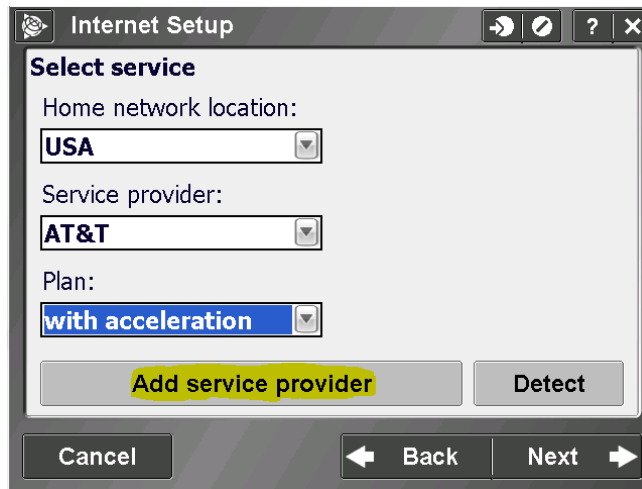 Internet Setup
? X
Select service
Home network location:
USA
Service provider:
AT&T
Plan:
with acceleration
Add service provider Detect
Cancel Back Next